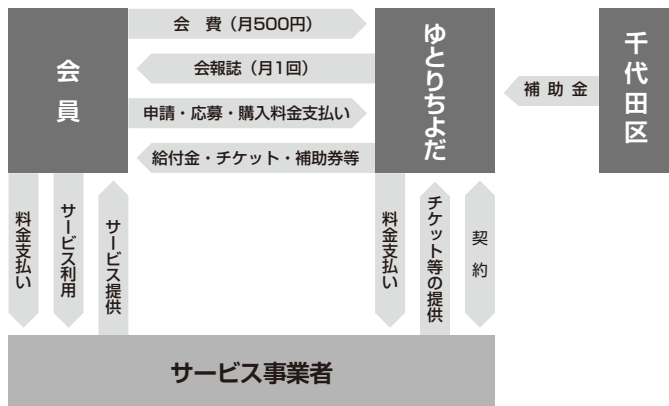 会員
会　費（月500円）
会報誌（月1回）
申請・応募・購入料金支払い
給付金・チケット・補助券等
ゆとりちよだ
補助金
千代田区
料金支払い
サービス利用
サービス提供
料金支払い
チケット等の提供
契約
サービス事業者